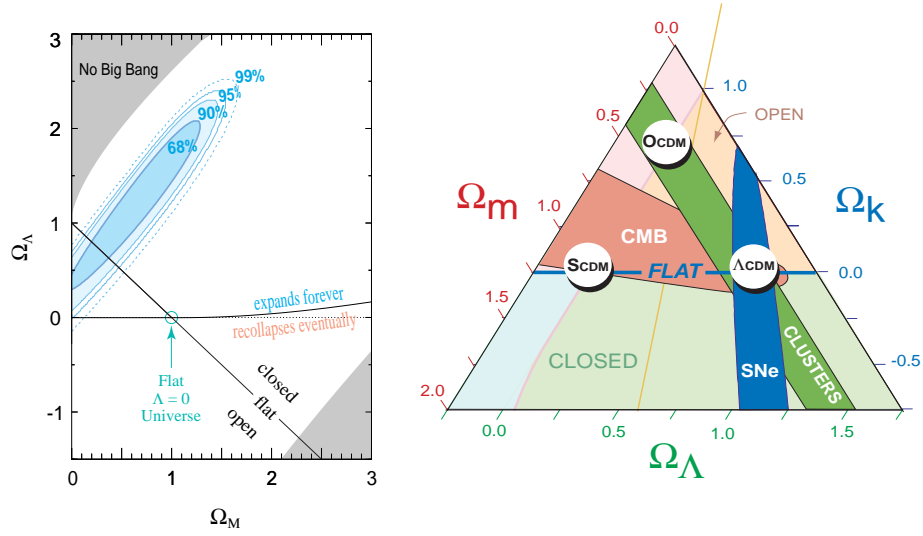 3
2
1
0
-1
0
1
2
3
Ω_Λ
Ω_M
No Big Bang
99%
95%
90%
68%
expands forever
recollapses eventually
Flat
Λ = 0
Universe
closed
flat
open
0.0
0.5
1.0
1.5
2.0
Ωm
1.0
0.5
0.0
-0.5
Ωk
OPEN
OCDM
CMB
SCDM
FLAT
ΛCDM
CLOSED
SNe
CLUSTERS
0.0
0.5
1.0
1.5
ΩΛ